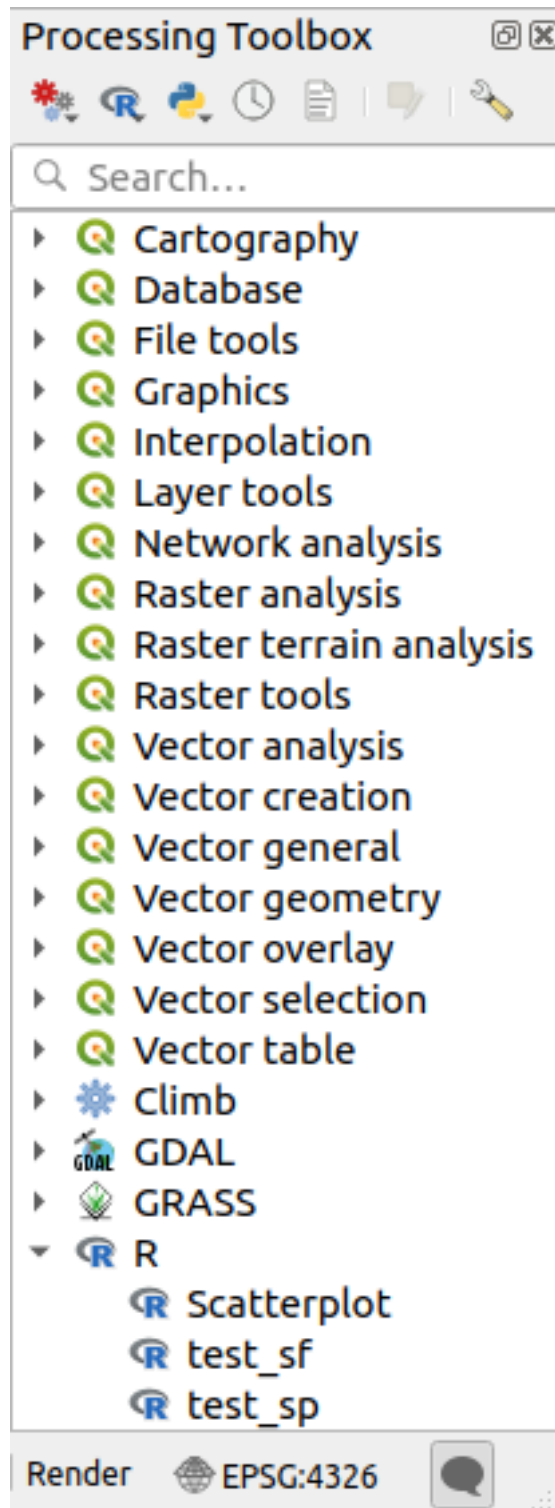 Processing Toolbox
Search...
Cartography
Database
File tools
Graphics
Interpolation
Layer tools
Network analysis
Raster analysis
Raster terrain analysis
Raster tools
Vector analysis
Vector creation
Vector general
Vector geometry
Vector overlay
Vector selection
Vector table
Climb
GDAL GDAL
GRASS
R R
R Scatterplot
R test_sf
R test_sp
Render EPSG:4326